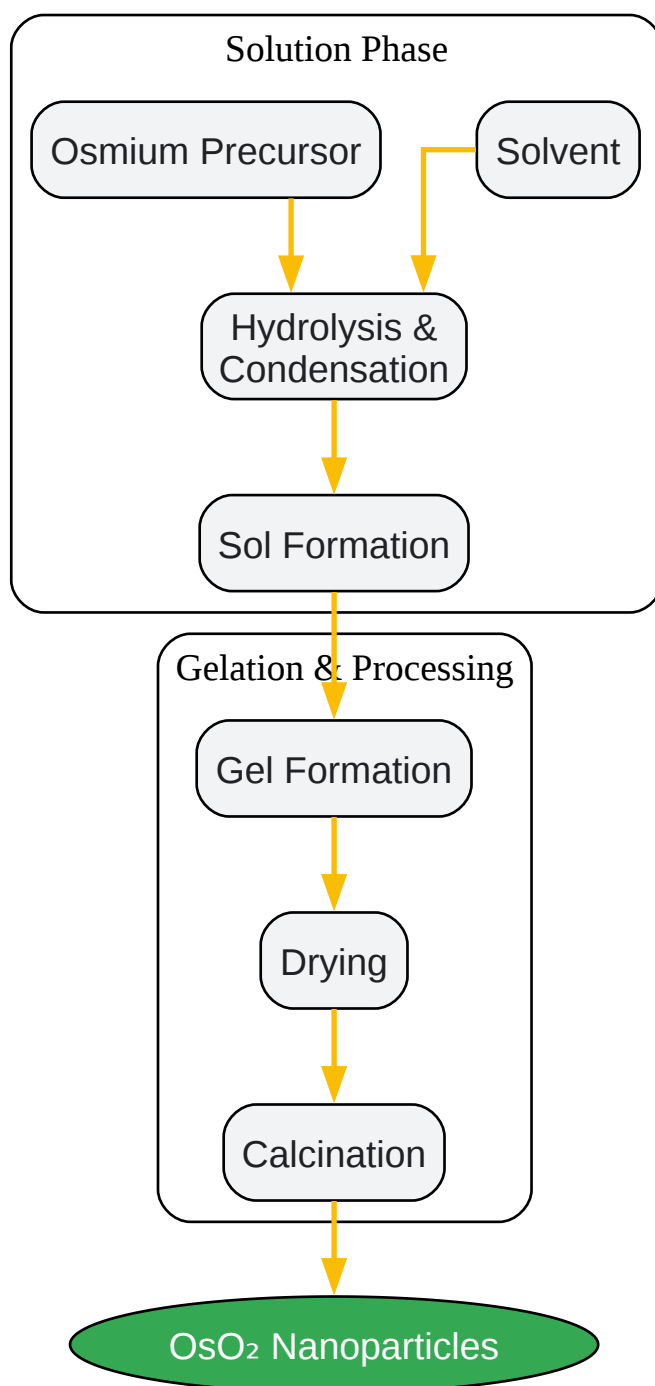 Solution Phase
Osmium Precursor
Solvent
Hydrolysis &
Condensation
Sol Formation
Gelation & Processing
Gel Formation
Drying
Calcination
OsO₂ Nanoparticles